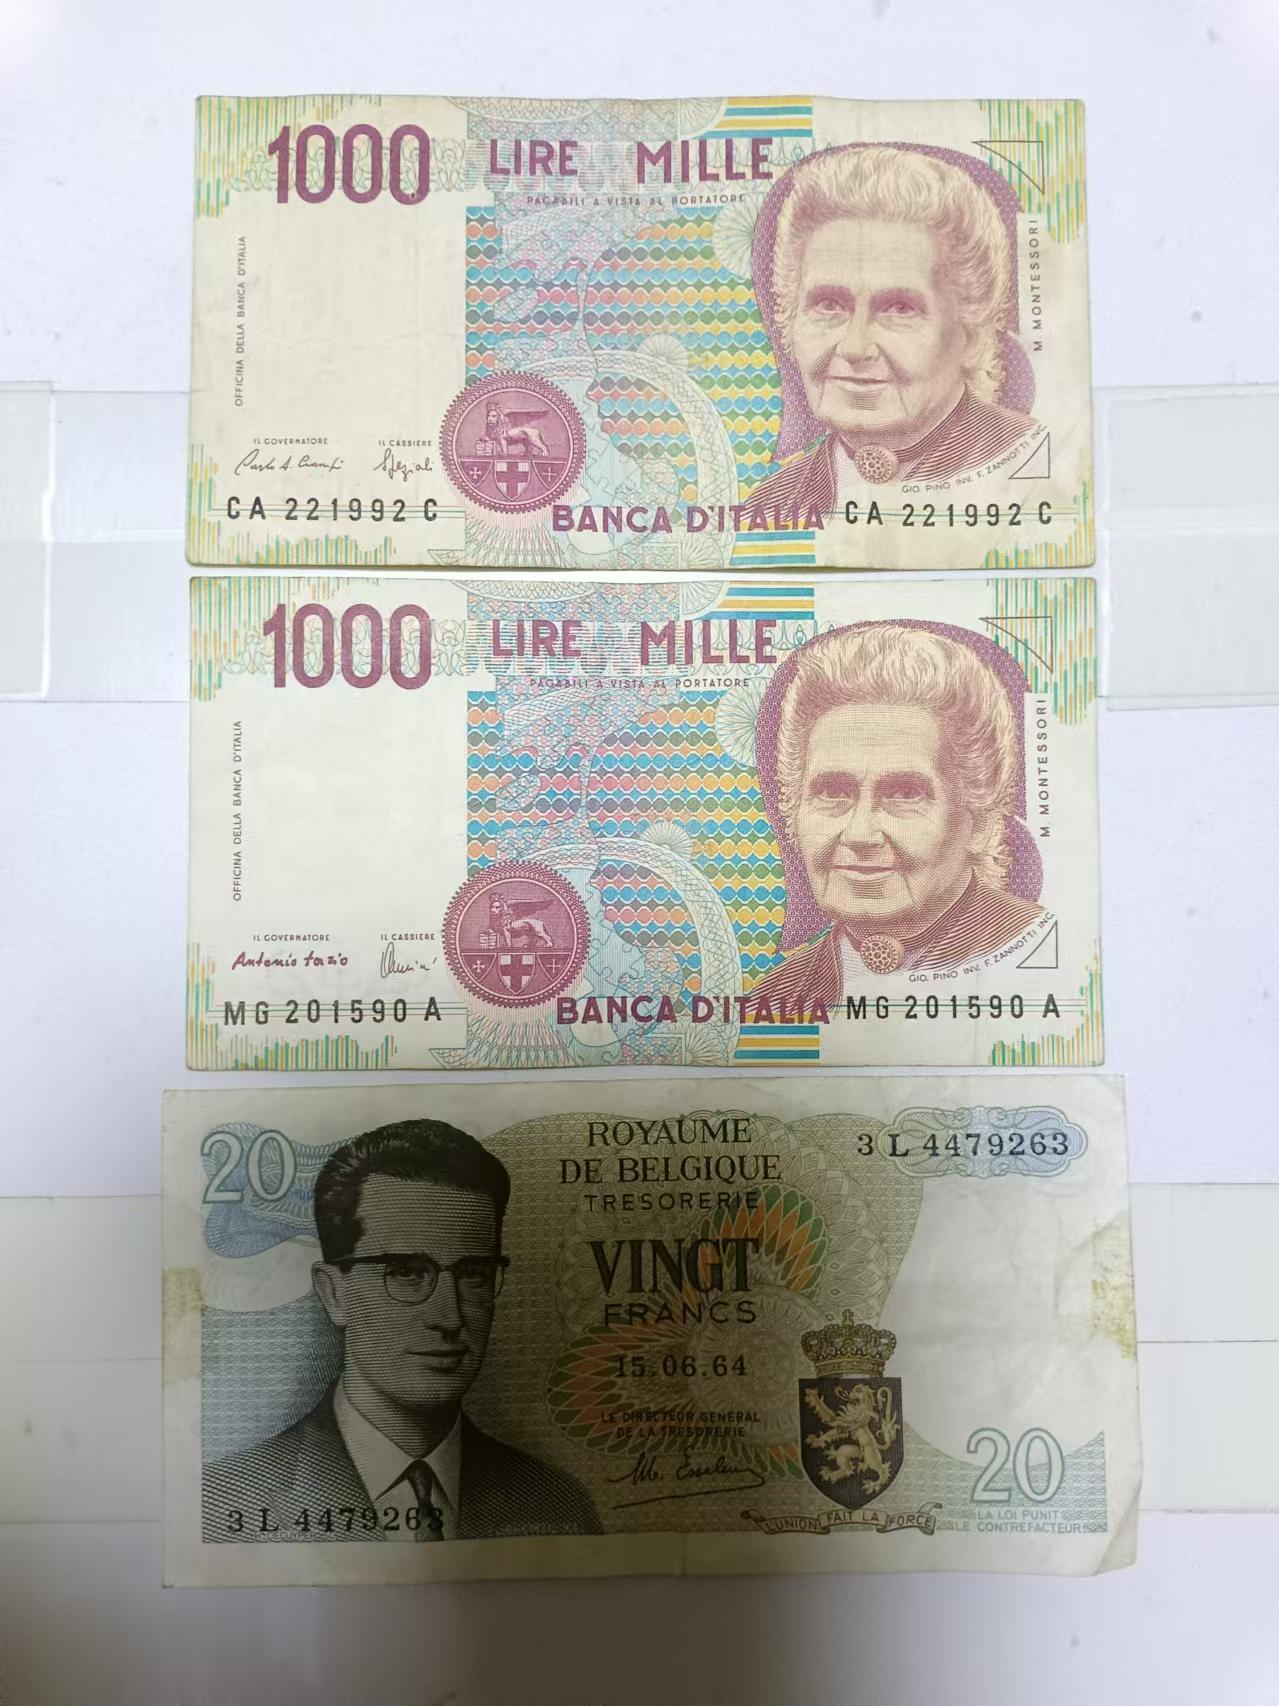 1000 LIRE MILLE
PAGABILI A VISTA AL PORTATORE
OFFICINA DELLA BANCA D'ITALIA
M. MONTESSORI
IL GOVERNATORE IL CASSIERE
Carlo A. Ciampi Speziali
GIO. PINO INV. F. ZANNOTTI INC.
CA 221992 C BANCA D'ITALIA CA 221992 C
1000 LIRE MILLE
PAGABILI A VISTA AL PORTATORE
OFFICINA DELLA BANCA D'ITALIA
M. MONTESSORI
IL GOVERNATORE IL CASSIERE
Antonio Fazio
GIO. PINO INV. F. ZANNOTTI INC.
MG 201590 A BANCA D'ITALIA MG 201590 A
20 ROYAUME 3 L 4479263
DE BELGIQUE
TRESORERIE
VINGT
FRANCS
15.06.64
LE DIRECTEUR GENERAL
DE LA TRESORERIE
20
3 L 4479263
L'UNION FAIT LA FORCE
LA LOI PUNIT
LE CONTREFACTEUR